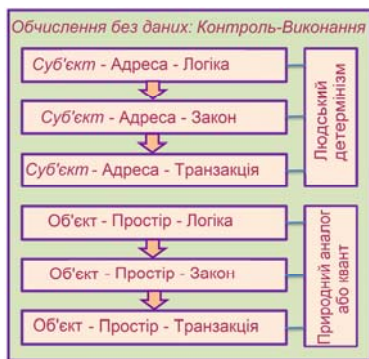 Обчислення без даних: Контроль-Виконання
Суб'єкт - Адреса - Логіка
Суб'єкт - Адреса - Закон
Суб'єкт - Адреса - Транзакція
Людський
детермінізм
Об'єкт - Простір - Логіка
Об'єкт - Простір - Закон
Об'єкт - Простір - Транзакція
Природний аналог
або квант